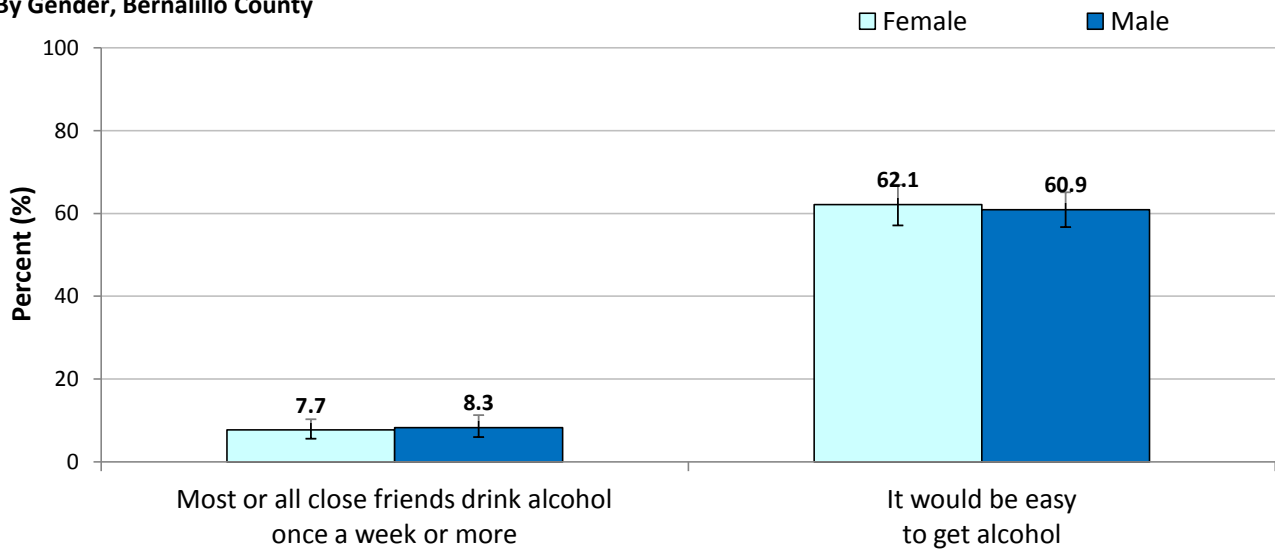 By Gender, Bernalillo County
Female Male
100
80
60
40
20
0
Percent (%)
7.7
8.3
62.1
60.9
Most or all close friends drink alcohol
once a week or more
It would be easy
to get alcohol